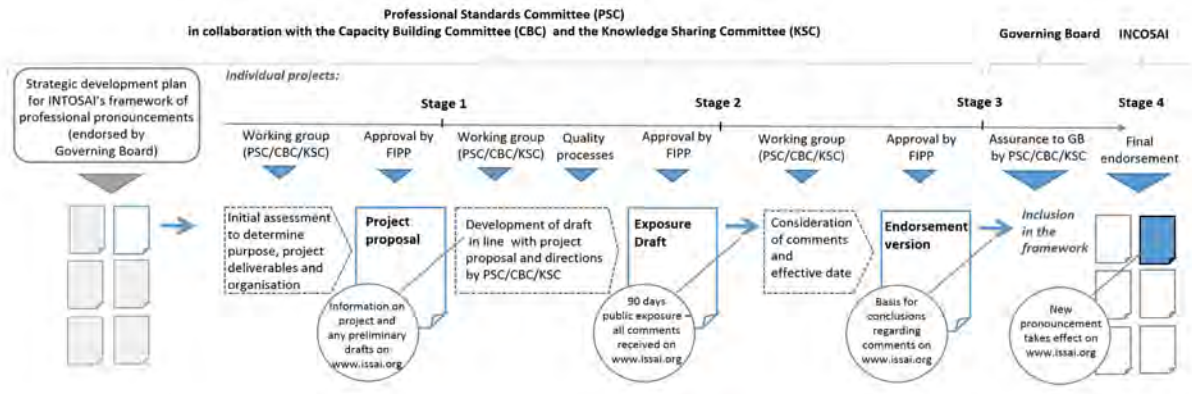 Professional Standards Committee (PSC)
in collaboration with the Capacity Building Committee (CBC) and the Knowledge Sharing Committee (KSC)
Governing Board
INCOSAI
Strategic development plan
for INTOSAI's framework of
professional pronouncements
(endorsed by
Governing Board)
Individual projects:
Stage 1
Stage 2
Stage 3
Stage 4
Working group
(PSC/CBC/KSC)
Approval by
FIPP
Working group
(PSC/CBC/KSC)
Quality
processes
Approval by
FIPP
Working group
(PSC/CBC/KSC)
Approval by
FIPP
Assurance to GB
by PSC/CBC/KSC
Final
endorsement
Initial assessment
to determine
purpose, project
deliverables and
organisation
Project
proposal
Information on
project and
any preliminary
drafts on
www.issai.org
Development of draft
in line with project
proposal and directions
by PSC/CBC/KSC
Exposure
Draft
90 days
public exposure –
all comments
received on
www.issai.org
Consideration
of comments
and
effective date
Endorsement
version
Basis for
conclusions
regarding
comments on
www.issai.org
Inclusion
in the
framework
New
pronouncement
takes effect on
www.issai.org